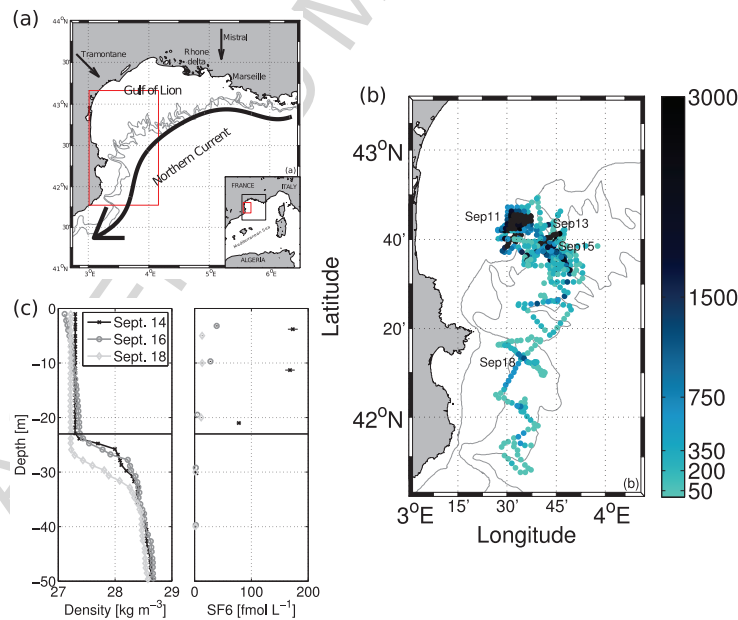 (a)
44°N
30'
43°N
30'
42°N
30'
41°N
3°E
4°E
5°E
6°E
Tramontane
Mistral
Rhone
delta
Marseille
Gulf of Lion
Northern Current
(a)
FRANCE
ITALY
Mediterranean Sea
ALGERIA
(b)
43°N
40'
20'
42°N
Latitude
Sep11
Sep13
Sep15
Sep18
(b)
3°E
15'
30'
45'
4°E
Longitude
3000
1500
750
350
200
50
(c)
0
-10
-20
-30
-40
-50
Depth [m]
Sept. 14
Sept. 16
Sept. 18
27
28
29
Density [kg m⁻³]
0
100
200
SF6 [fmol L⁻¹]